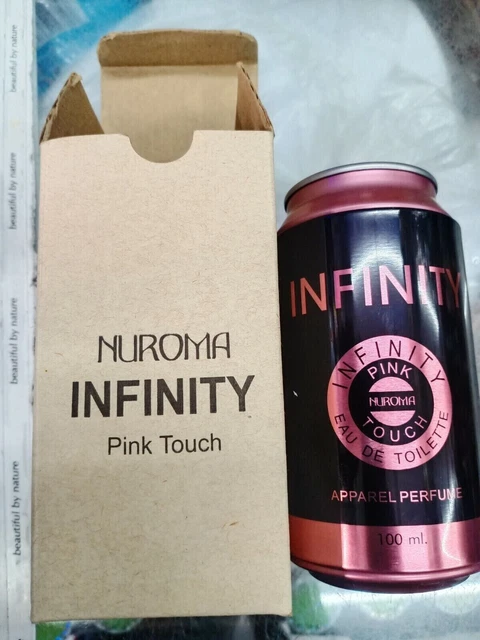 beautiful by nature
beautiful by nature
beautiful by nature
beautiful by nature
NUROMA
INFINITY
Pink Touch
INFINITY
INFINITY
PINK
NUROMA
TOUCH
EAU DE TOILETTE
APPAREL PERFUME
100 ml.